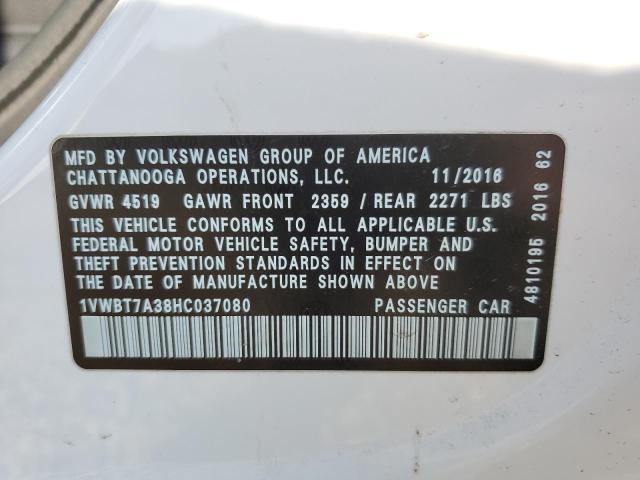 MFD BY VOLKSWAGEN GROUP OF AMERICA
CHATTANOOGA OPERATIONS, LLC. 11/2016
GVWR 4519 GAWR FRONT 2359 / REAR 2271 LBS
THIS VEHICLE CONFORMS TO ALL APPLICABLE U.S.
FEDERAL MOTOR VEHICLE SAFETY, BUMPER AND
THEFT PREVENTION STANDARDS IN EFFECT ON
THE DATE OF MANUFACTURE SHOWN ABOVE
1VWBT7A38HC037080 PASSENGER CAR
4810195 2016 62